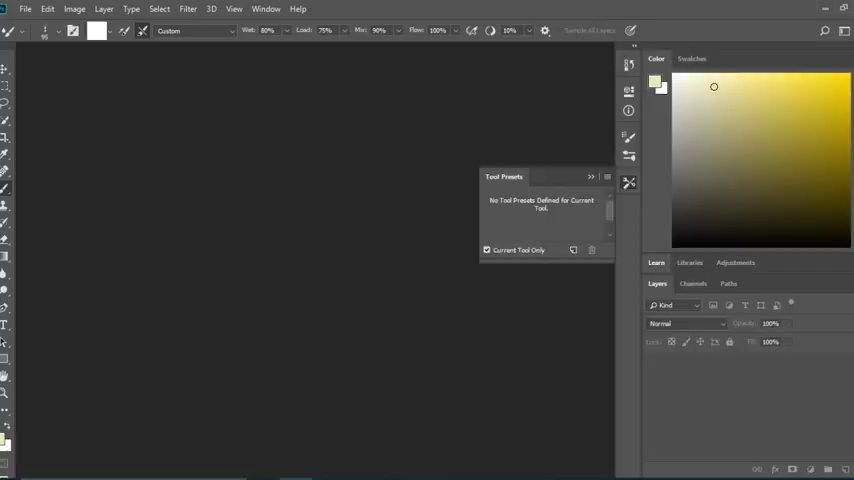 File Edit Image Layer Type Select Filter 3D View Window Help
95 Custom Wet: 80% Load: 75% Mix: 90% Flow: 100% 10% Sample All Layers
Color Swatches
Tool Presets
No Tool Presets Defined for Current
Tool.
Current Tool Only
Learn Libraries Adjustments
Layers Channels Paths
Kind
Normal Opacity: 100%
Lock: Fill: 100%